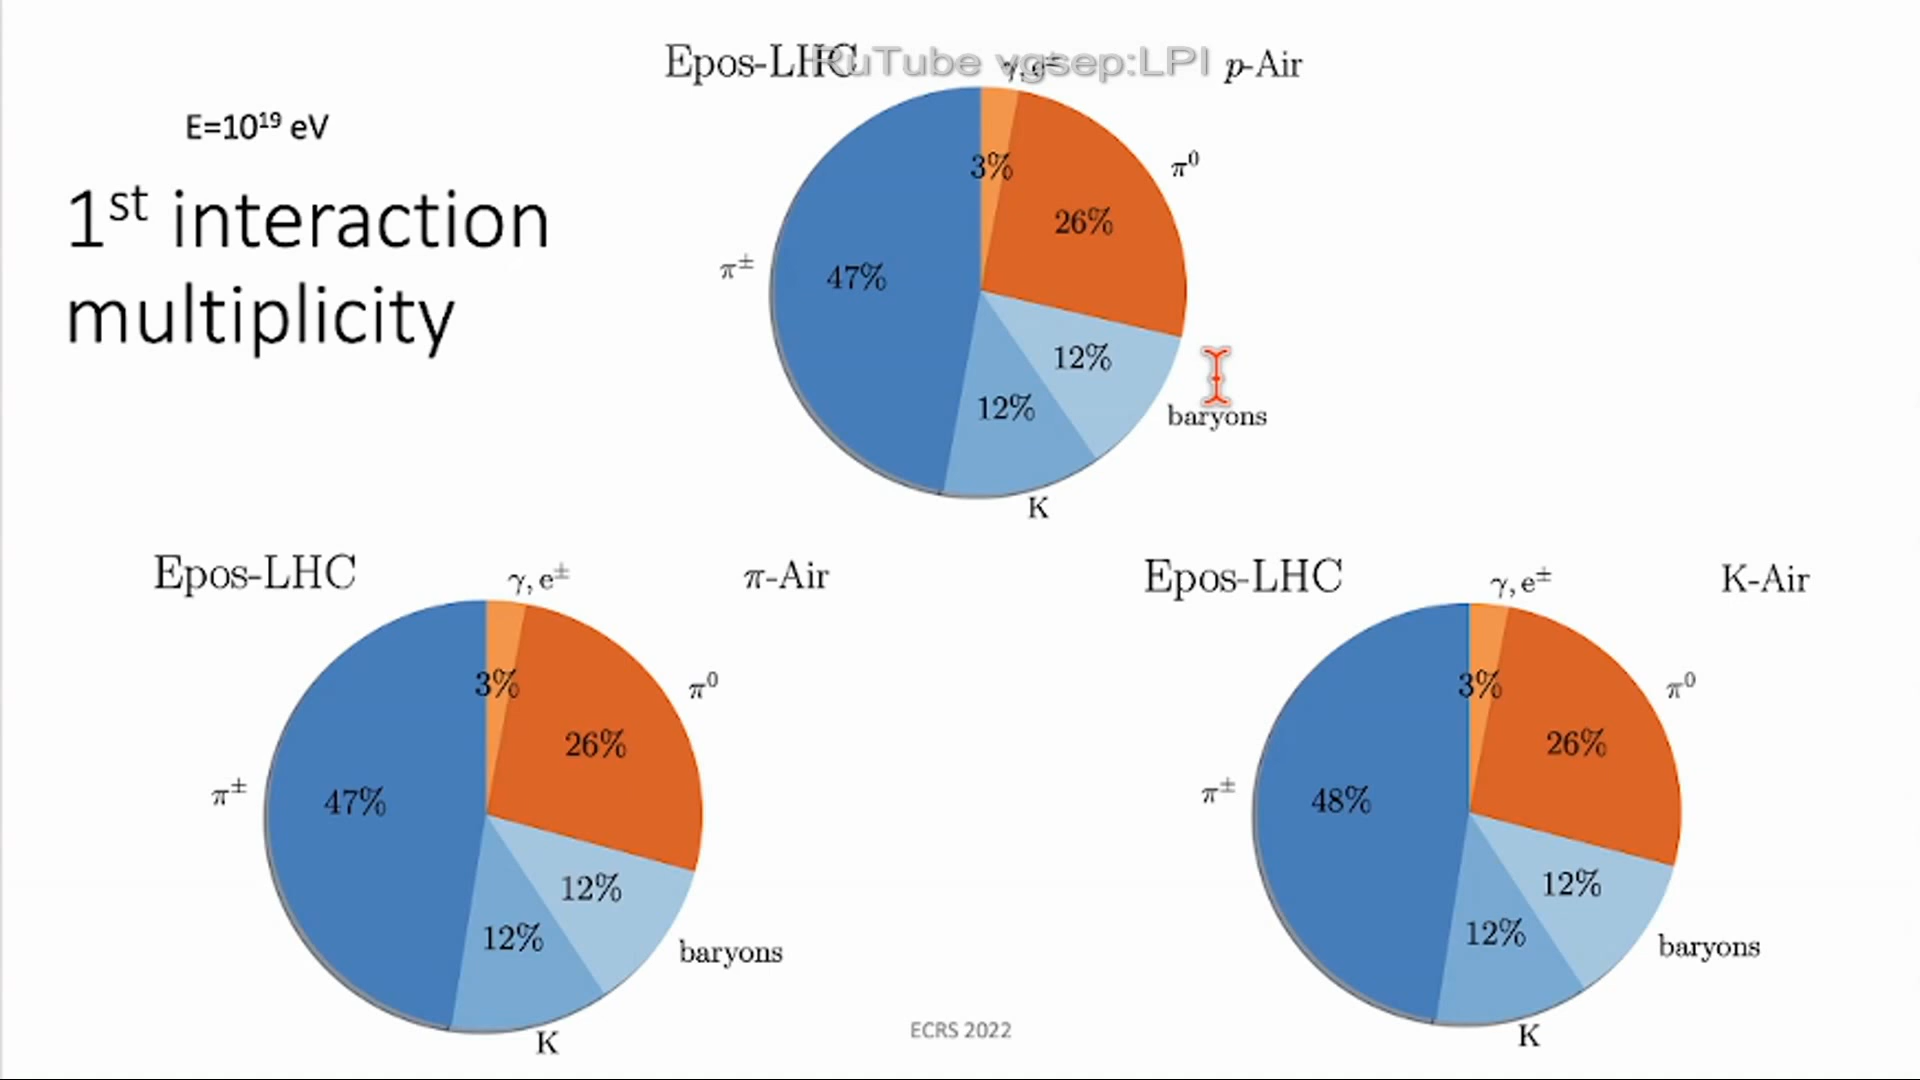 Epos-LHC
RuTube vgsep:LPI
γ, e±
p-Air
E=10¹⁹ eV
1ˢᵗ interaction
multiplicity
3%
π⁰
26%
π±
47%
12%
12%
baryons
K
Epos-LHC
γ, e±
π-Air
3%
π⁰
26%
π±
47%
12%
12%
baryons
K
Epos-LHC
γ, e±
K-Air
3%
π⁰
26%
π±
48%
12%
12%
baryons
K
ECRS 2022